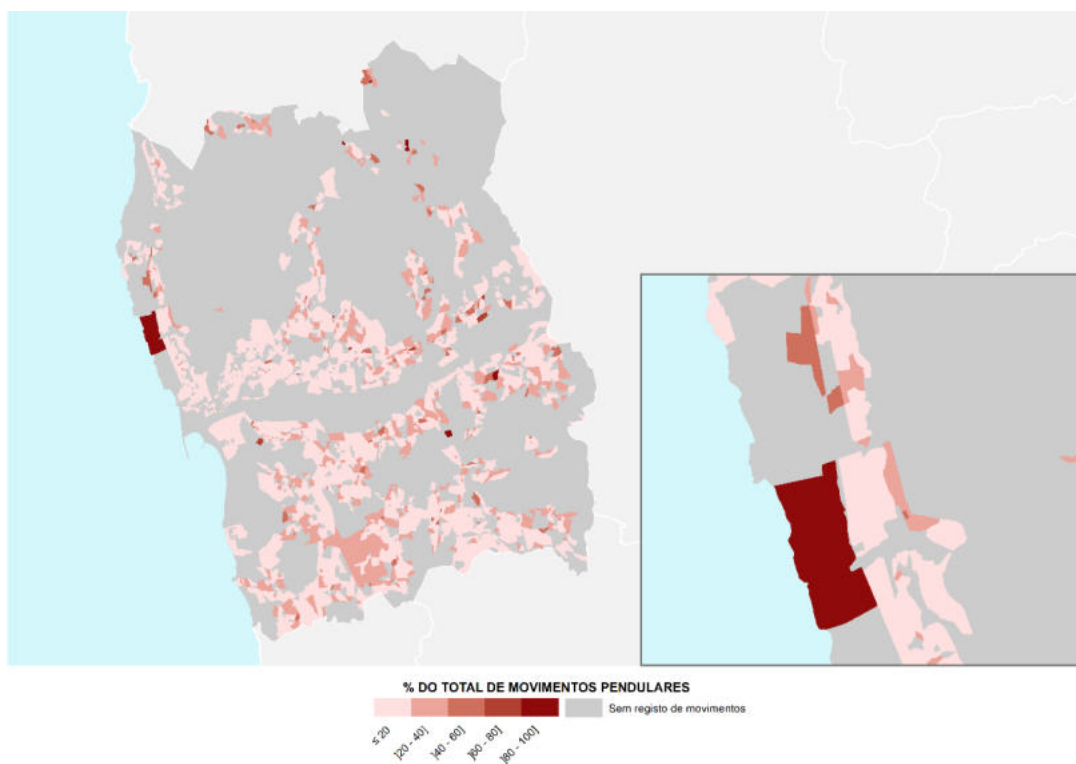 % DO TOTAL DE MOVIMENTOS PENDULARES
Sem registo de movimentos
≤ 20
]20 - 40]
]40 - 60]
]60 - 80]
]80 - 100]